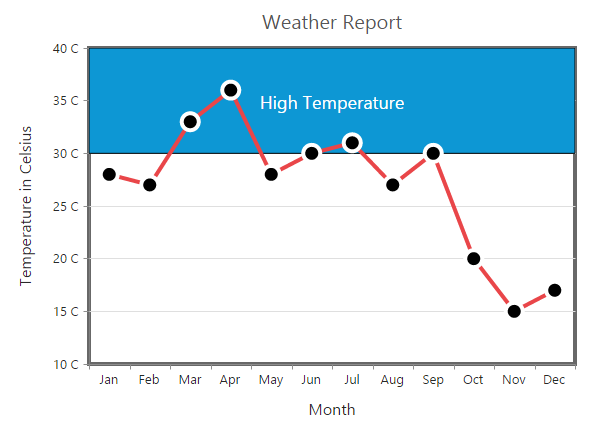 Weather Report
Temperature in Celsius
40 C
35 C
30 C
25 C
20 C
15 C
10 C
High Temperature
Jan Feb Mar Apr May Jun Jul Aug Sep Oct Nov Dec
Month